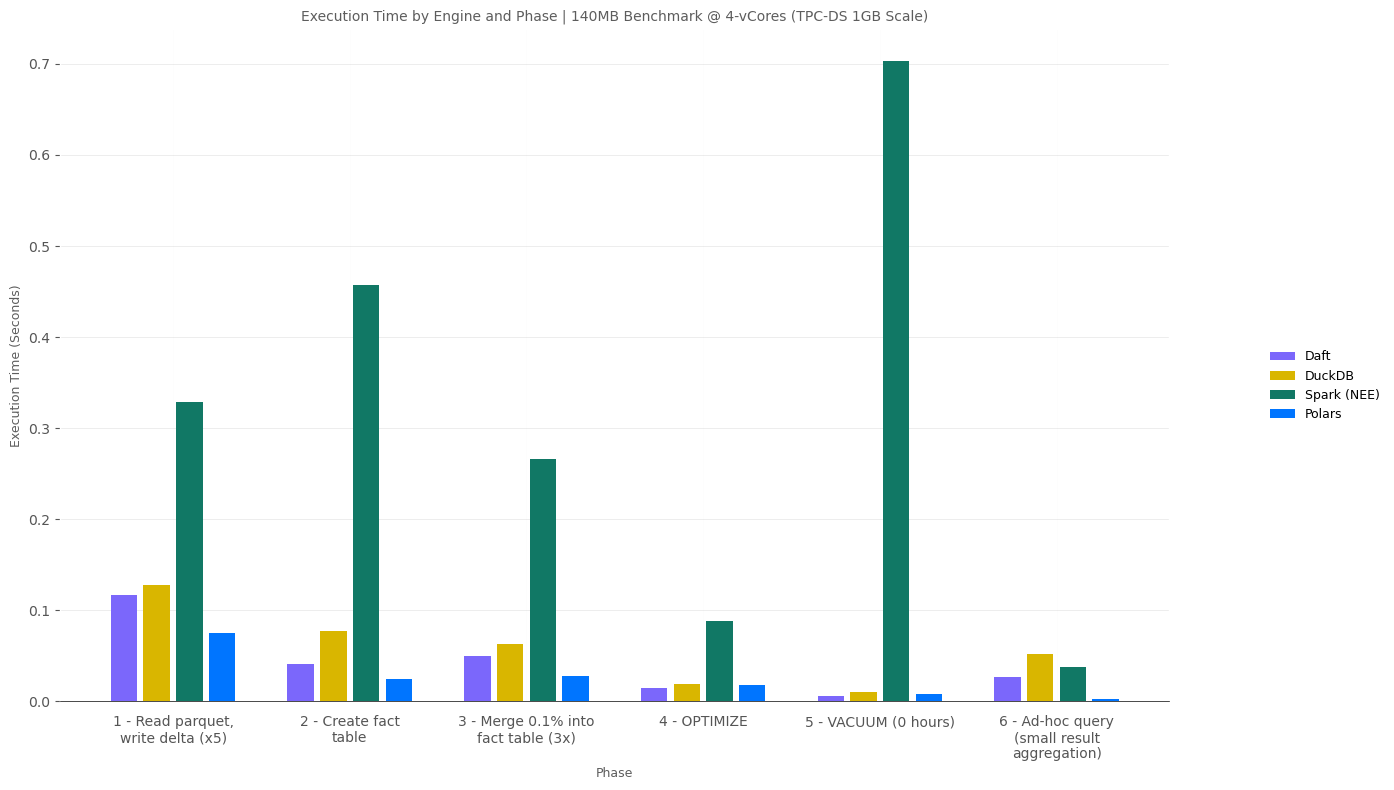 Execution Time by Engine and Phase | 140MB Benchmark @ 4-vCores (TPC-DS 1GB Scale)
Execution Time (Seconds)
0.7
0.6
0.5
0.4
0.3
0.2
0.1
0.0
1 - Read parquet,
write delta (x5)
2 - Create fact
table
3 - Merge 0.1% into
fact table (3x)
4 - OPTIMIZE
5 - VACUUM (0 hours)
6 - Ad-hoc query
(small result
aggregation)
Phase
Daft
DuckDB
Spark (NEE)
Polars